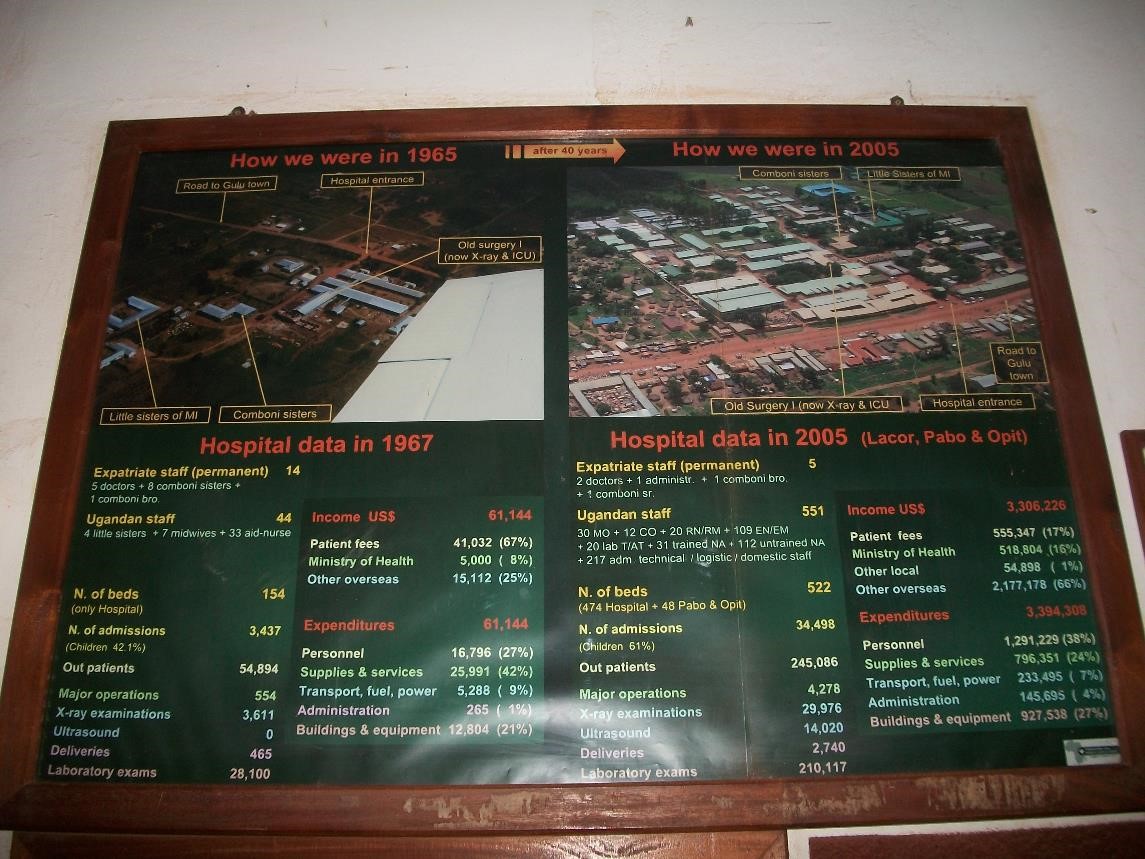 How we were in 1965
after 40 years
How we were in 2005
Road to Gulu town
Hospital entrance
Old surgery I
(now X-ray & ICU)
Little sisters of MI
Comboni sisters
Comboni sisters
Little Sisters of MI
Road to
Gulu
town
Old Surgery I (now X-ray & ICU
Hospital entrance
Hospital data in 1967
Expatriate staff (permanent) 14
5 doctors + 8 comboni sisters +
1 comboni bro.
Ugandan staff 44
4 little sisters + 7 midwives + 33 aid-nurse
N. of beds 154
(only Hospital)
N. of admissions 3,437
(Children 42.1%)
Out patients 54,894
Major operations 554
X-ray examinations 3,611
Ultrasound 0
Deliveries 465
Laboratory exams 28,100
Income US$ 61,144
Patient fees 41,032 (67%)
Ministry of Health 5,000 ( 8%)
Other overseas 15,112 (25%)
Expenditures 61,144
Personnel 16,796 (27%)
Supplies & services 25,991 (42%)
Transport, fuel, power 5,288 ( 9%)
Administration 265 ( 1%)
Buildings & equipment 12,804 (21%)
Hospital data in 2005 (Lacor, Pabo & Opit)
Expatriate staff (permanent) 5
2 doctors + 1 administr. + 1 comboni bro.
+ 1 comboni sr.
Ugandan staff 551
30 MO + 12 CO + 20 RN/RM + 109 EN/EM
+ 20 lab T/AT + 31 trained NA + 112 untrained NA
+ 217 adm. technical / logistic / domestic staff
N. of beds 522
(474 Hospital + 48 Pabo & Opit)
N. of admissions 34,498
(Children 61%)
Out patients 245,086
Major operations 4,278
X-ray examinations 29,976
Ultrasound 14,020
Deliveries 2,740
Laboratory exams 210,117
Income US$ 3,306,226
Patient fees 555,347 (17%)
Ministry of Health 518,804 (16%)
Other local 54,898 ( 1%)
Other overseas 2,177,178 (66%)
Expenditures 3,394,308
Personnel 1,291,229 (38%)
Supplies & services 796,351 (24%)
Transport, fuel, power 233,495 ( 7%)
Administration 145,695 ( 4%)
Buildings & equipment 927,538 (27%)